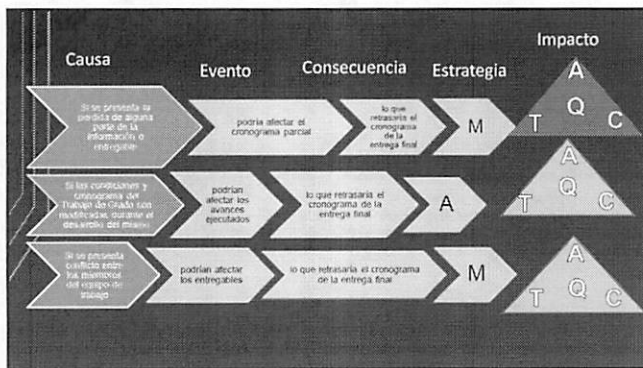 Causa
Evento
Consecuencia
Estrategia
Impacto
Si se presenta la
perdida de alguna
parte de la
información o
entregable
podría afectar el
cronograma parcial
lo que
retrasaría el
cronograma
de la
entrega final
M
A
Q
T C
Si las condiciones y
cronograma del
Trabajo de Grado son
modificadas durante el
desarrollo del mismo
podrían
afectar los
avances
ejecutados
lo que retrasaría el
cronograma de la
entrega final
A
A
Q
T C
Si se presenta
conflicto entre
los miembros
del equipo de
trabajo
podrían afectar
los entregables
lo que retrasaría el cronograma
de la entrega final
M
A
Q
T C